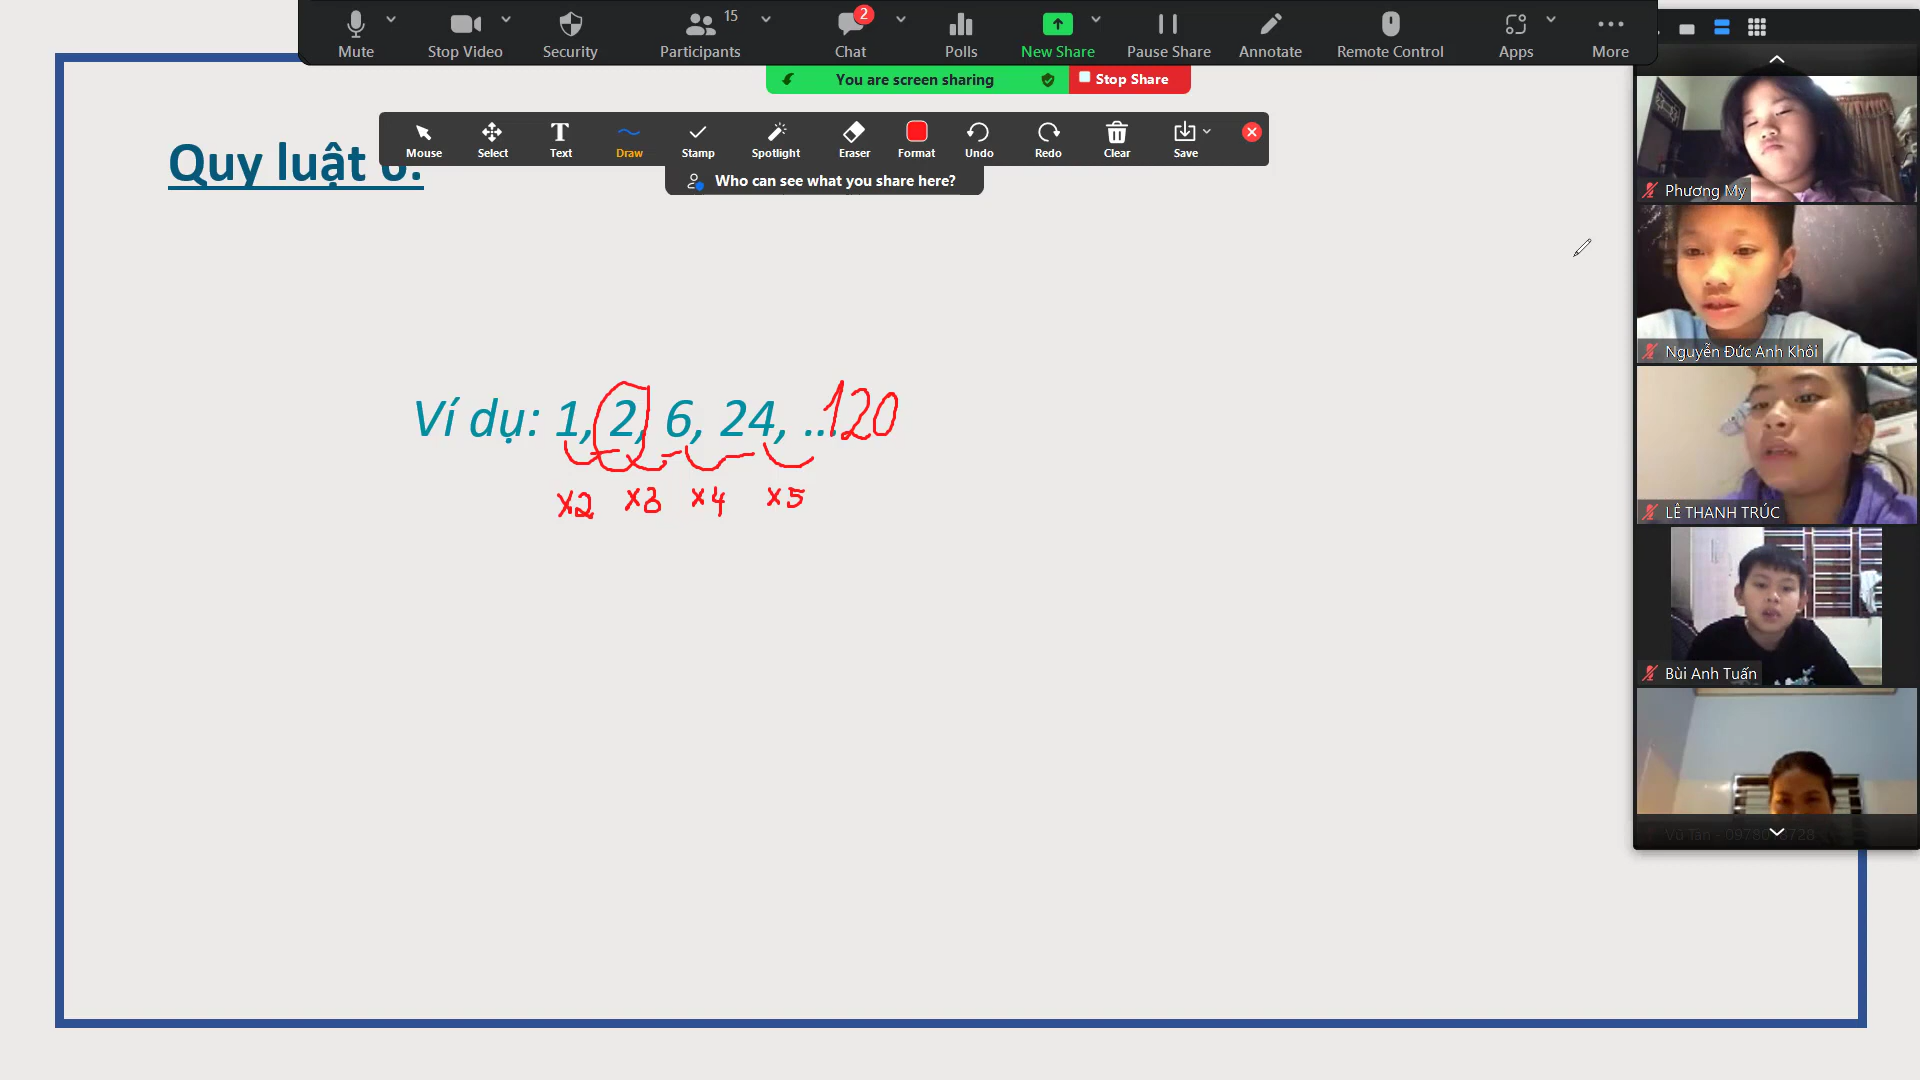 15
2
Mute
Stop Video
Security
Participants
Chat
Polls
New Share
Pause Share
Annotate
Remote Control
Apps
More
You are screen sharing
Stop Share
Mouse
Select
Text
Draw
Stamp
Spotlight
Eraser
Format
Undo
Redo
Clear
Save
Who can see what you share here?
Quy luật 6:
Ví dụ: 1, 2, 6, 24, ... 120
x2 x3 x4 x5
Phương My
Nguyễn Đức Anh Khôi
LÊ THANH TRÚC
Bùi Anh Tuấn